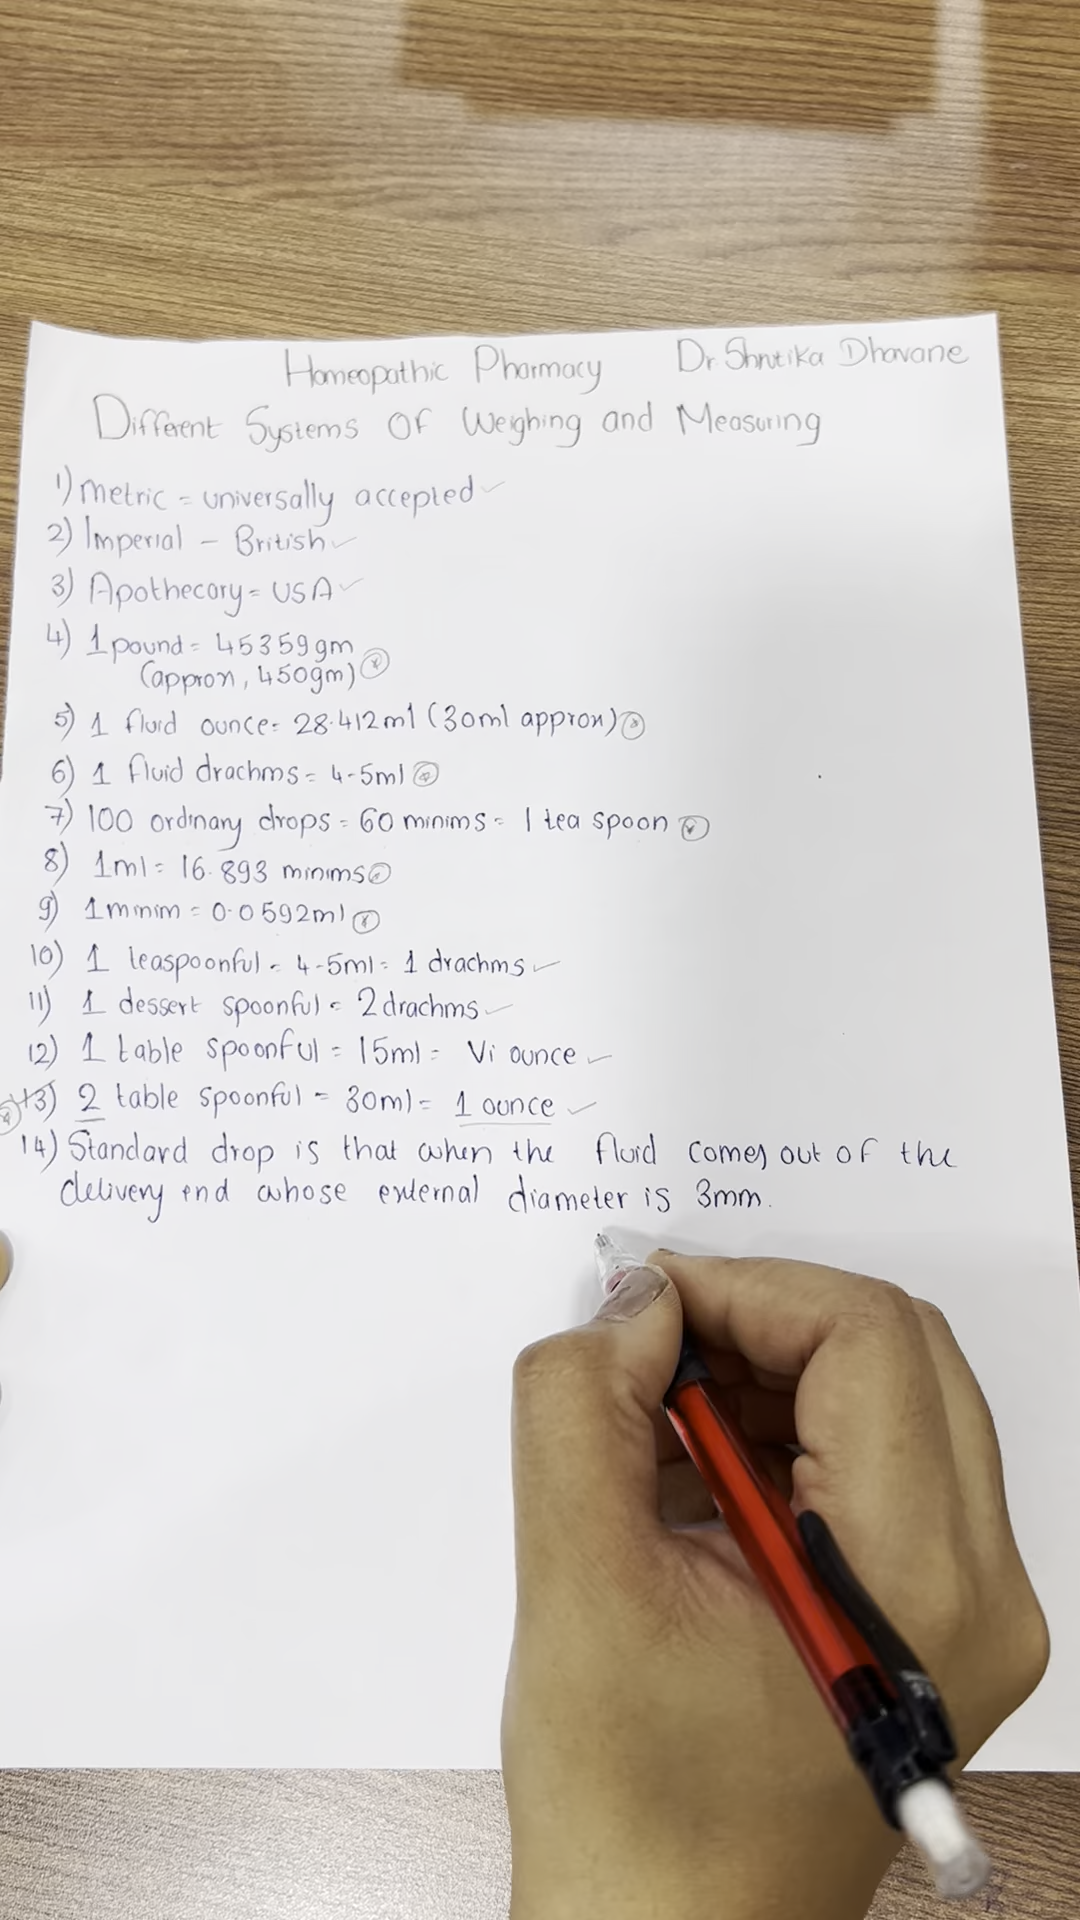 Homeopathic Pharmacy Dr. Shrutika Dhavane
Different Systems Of Weighing and Measuring
1) Metric = universally accepted ✓
2) Imperial - British ✓
3) Apothecary = USA ✓
4) 1 pound = 45359gm
(appron, 450gm)
5) 1 fluid ounce = 28.412ml (30ml appron)
6) 1 fluid drachms = 4-5ml
7) 100 ordinary drops = 60 minims = 1 tea spoon
8) 1ml = 16.893 minims
9) 1 minim = 0.0592ml
10) 1 teaspoonful = 4-5ml = 1 drachms ✓
11) 1 dessert spoonful = 2 drachms ✓
12) 1 table spoonful = 15ml = Vi ounce ✓
13) 2 table spoonful = 30ml = 1 ounce ✓
14) Standard drop is that when the fluid comes out of the
delivery end whose external diameter is 3mm.